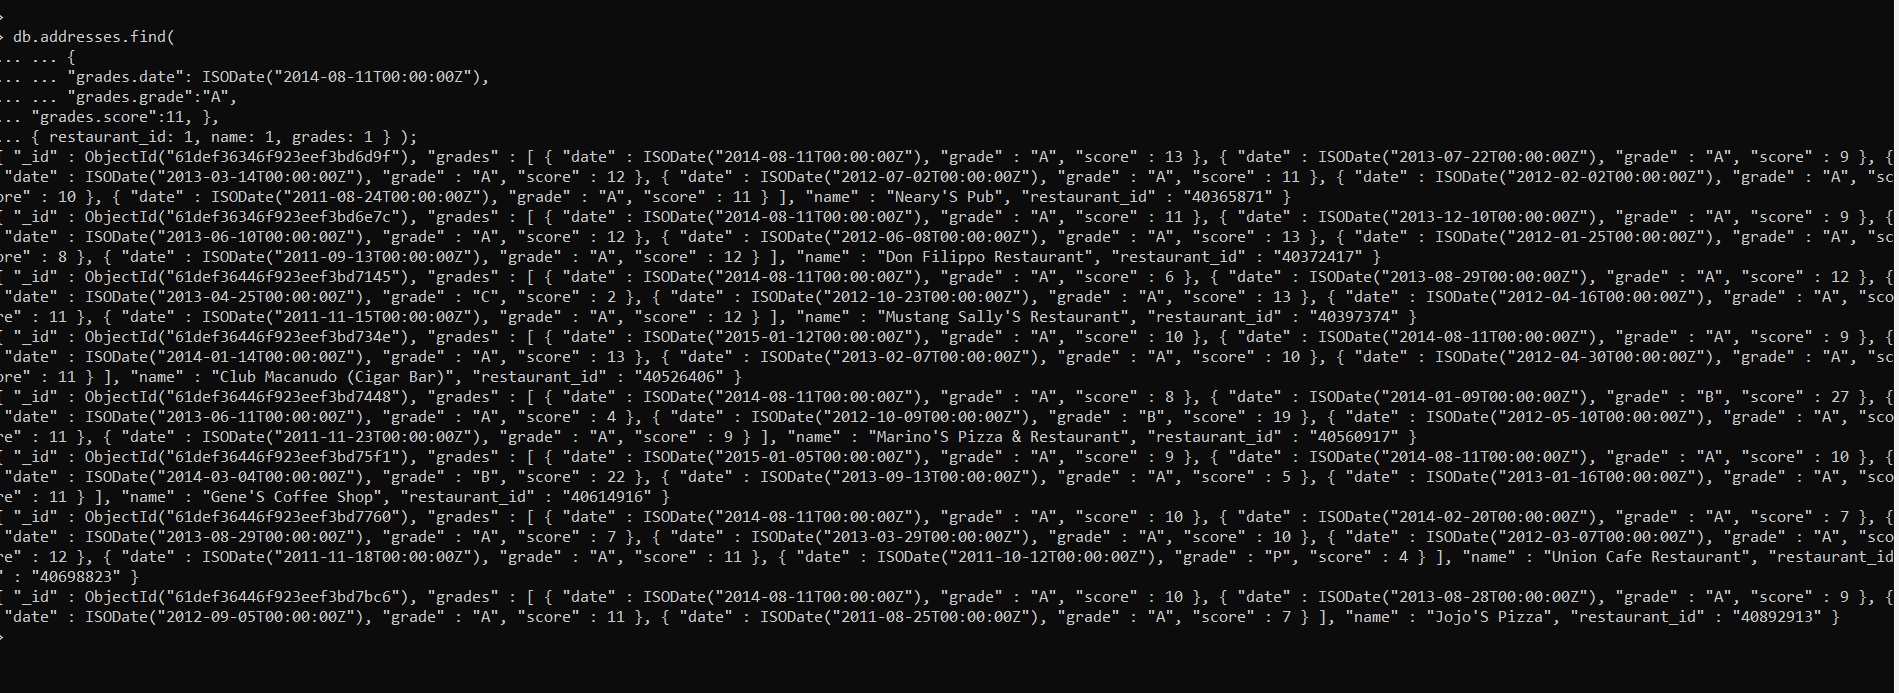 >
> db.addresses.find(
... ... {
... ... "grades.date": ISODate("2014-08-11T00:00:00Z"),
... ... "grades.grade":"A",
... "grades.score":11, },
... { restaurant_id: 1, name: 1, grades: 1 } );
{ "_id" : ObjectId("61def36346f923eef3bd6d9f"), "grades" : [ { "date" : ISODate("2014-08-11T00:00:00Z"), "grade" : "A", "score" : 13 }, { "date" : ISODate("2013-07-22T00:00:00Z"), "grade" : "A", "score" : 9 }, {
"date" : ISODate("2013-03-14T00:00:00Z"), "grade" : "A", "score" : 12 }, { "date" : ISODate("2012-07-02T00:00:00Z"), "grade" : "A", "score" : 11 }, { "date" : ISODate("2012-02-02T00:00:00Z"), "grade" : "A", "sc
ore" : 10 }, { "date" : ISODate("2011-08-24T00:00:00Z"), "grade" : "A", "score" : 11 } ], "name" : "Neary'S Pub", "restaurant_id" : "40365871" }
{ "_id" : ObjectId("61def36346f923eef3bd6e7c"), "grades" : [ { "date" : ISODate("2014-08-11T00:00:00Z"), "grade" : "A", "score" : 11 }, { "date" : ISODate("2013-12-10T00:00:00Z"), "grade" : "A", "score" : 9 }, {
"date" : ISODate("2013-06-10T00:00:00Z"), "grade" : "A", "score" : 12 }, { "date" : ISODate("2012-06-08T00:00:00Z"), "grade" : "A", "score" : 13 }, { "date" : ISODate("2012-01-25T00:00:00Z"), "grade" : "A", "sc
ore" : 8 }, { "date" : ISODate("2011-09-13T00:00:00Z"), "grade" : "A", "score" : 12 } ], "name" : "Don Filippo Restaurant", "restaurant_id" : "40372417" }
{ "_id" : ObjectId("61def36446f923eef3bd7145"), "grades" : [ { "date" : ISODate("2014-08-11T00:00:00Z"), "grade" : "A", "score" : 6 }, { "date" : ISODate("2013-08-29T00:00:00Z"), "grade" : "A", "score" : 12 }, {
"date" : ISODate("2013-04-25T00:00:00Z"), "grade" : "C", "score" : 2 }, { "date" : ISODate("2012-10-23T00:00:00Z"), "grade" : "A", "score" : 13 }, { "date" : ISODate("2012-04-16T00:00:00Z"), "grade" : "A", "sco
re" : 11 }, { "date" : ISODate("2011-11-15T00:00:00Z"), "grade" : "A", "score" : 12 } ], "name" : "Mustang Sally'S Restaurant", "restaurant_id" : "40397374" }
{ "_id" : ObjectId("61def36446f923eef3bd734e"), "grades" : [ { "date" : ISODate("2015-01-12T00:00:00Z"), "grade" : "A", "score" : 10 }, { "date" : ISODate("2014-08-11T00:00:00Z"), "grade" : "A", "score" : 9 }, {
"date" : ISODate("2014-01-14T00:00:00Z"), "grade" : "A", "score" : 13 }, { "date" : ISODate("2013-02-07T00:00:00Z"), "grade" : "A", "score" : 10 }, { "date" : ISODate("2012-04-30T00:00:00Z"), "grade" : "A", "sc
ore" : 11 } ], "name" : "Club Macanudo (Cigar Bar)", "restaurant_id" : "40526406" }
{ "_id" : ObjectId("61def36446f923eef3bd7448"), "grades" : [ { "date" : ISODate("2014-08-11T00:00:00Z"), "grade" : "A", "score" : 8 }, { "date" : ISODate("2014-01-09T00:00:00Z"), "grade" : "B", "score" : 27 }, {
"date" : ISODate("2013-06-11T00:00:00Z"), "grade" : "A", "score" : 4 }, { "date" : ISODate("2012-10-09T00:00:00Z"), "grade" : "B", "score" : 19 }, { "date" : ISODate("2012-05-10T00:00:00Z"), "grade" : "A", "sco
re" : 11 }, { "date" : ISODate("2011-11-23T00:00:00Z"), "grade" : "A", "score" : 9 } ], "name" : "Marino'S Pizza & Restaurant", "restaurant_id" : "40560917" }
{ "_id" : ObjectId("61def36446f923eef3bd75f1"), "grades" : [ { "date" : ISODate("2015-01-05T00:00:00Z"), "grade" : "A", "score" : 9 }, { "date" : ISODate("2014-08-11T00:00:00Z"), "grade" : "A", "score" : 10 }, {
"date" : ISODate("2014-03-04T00:00:00Z"), "grade" : "B", "score" : 22 }, { "date" : ISODate("2013-09-13T00:00:00Z"), "grade" : "A", "score" : 5 }, { "date" : ISODate("2013-01-16T00:00:00Z"), "grade" : "A", "sco
re" : 11 } ], "name" : "Gene'S Coffee Shop", "restaurant_id" : "40614916" }
{ "_id" : ObjectId("61def36446f923eef3bd7760"), "grades" : [ { "date" : ISODate("2014-08-11T00:00:00Z"), "grade" : "A", "score" : 10 }, { "date" : ISODate("2014-02-20T00:00:00Z"), "grade" : "A", "score" : 7 }, {
"date" : ISODate("2013-08-29T00:00:00Z"), "grade" : "A", "score" : 7 }, { "date" : ISODate("2013-03-29T00:00:00Z"), "grade" : "A", "score" : 10 }, { "date" : ISODate("2012-03-07T00:00:00Z"), "grade" : "A", "sco
re" : 12 }, { "date" : ISODate("2011-11-18T00:00:00Z"), "grade" : "A", "score" : 11 }, { "date" : ISODate("2011-10-12T00:00:00Z"), "grade" : "P", "score" : 4 } ], "name" : "Union Cafe Restaurant", "restaurant_id
" : "40698823" }
{ "_id" : ObjectId("61def36446f923eef3bd7bc6"), "grades" : [ { "date" : ISODate("2014-08-11T00:00:00Z"), "grade" : "A", "score" : 10 }, { "date" : ISODate("2013-08-28T00:00:00Z"), "grade" : "A", "score" : 9 }, {
"date" : ISODate("2012-09-05T00:00:00Z"), "grade" : "A", "score" : 11 }, { "date" : ISODate("2011-08-25T00:00:00Z"), "grade" : "A", "score" : 7 } ], "name" : "Jojo'S Pizza", "restaurant_id" : "40892913" }
>